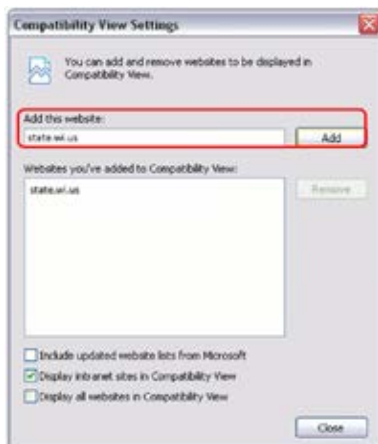 Compatibility View Settings
You can add and remove websites to be displayed in
Compatibility View.
Add this website:
state.wi.us
Add
Websites you've added to Compatibility View:
state.wi.us
Remove
Include updated website lists from Microsoft
Display intranet sites in Compatibility View
Display all websites in Compatibility View
Close